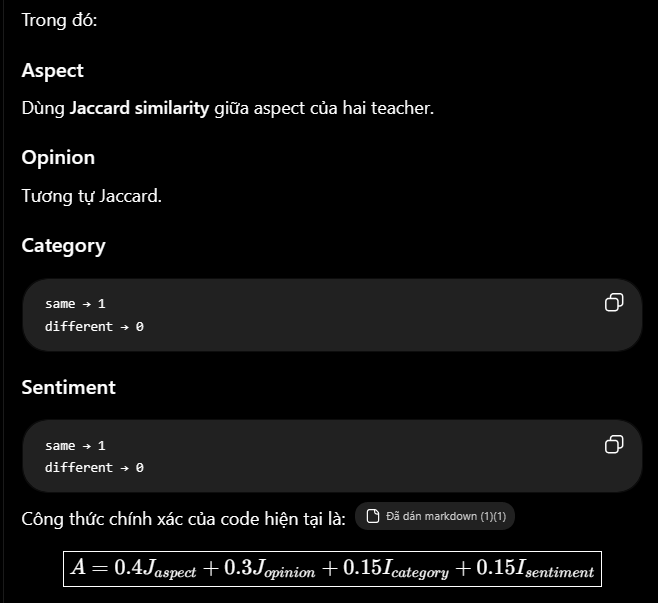 Trong đó:
Aspect
Dùng Jaccard similarity giữa aspect của hai teacher.
Opinion
Tương tự Jaccard.
Category
same → 1
different → 0
Sentiment
same → 1
different → 0
Công thức chính xác của code hiện tại là: Đã dán markdown (1)(1)
A = 0.4J_{aspect} + 0.3J_{opinion} + 0.15I_{category} + 0.15I_{sentiment}